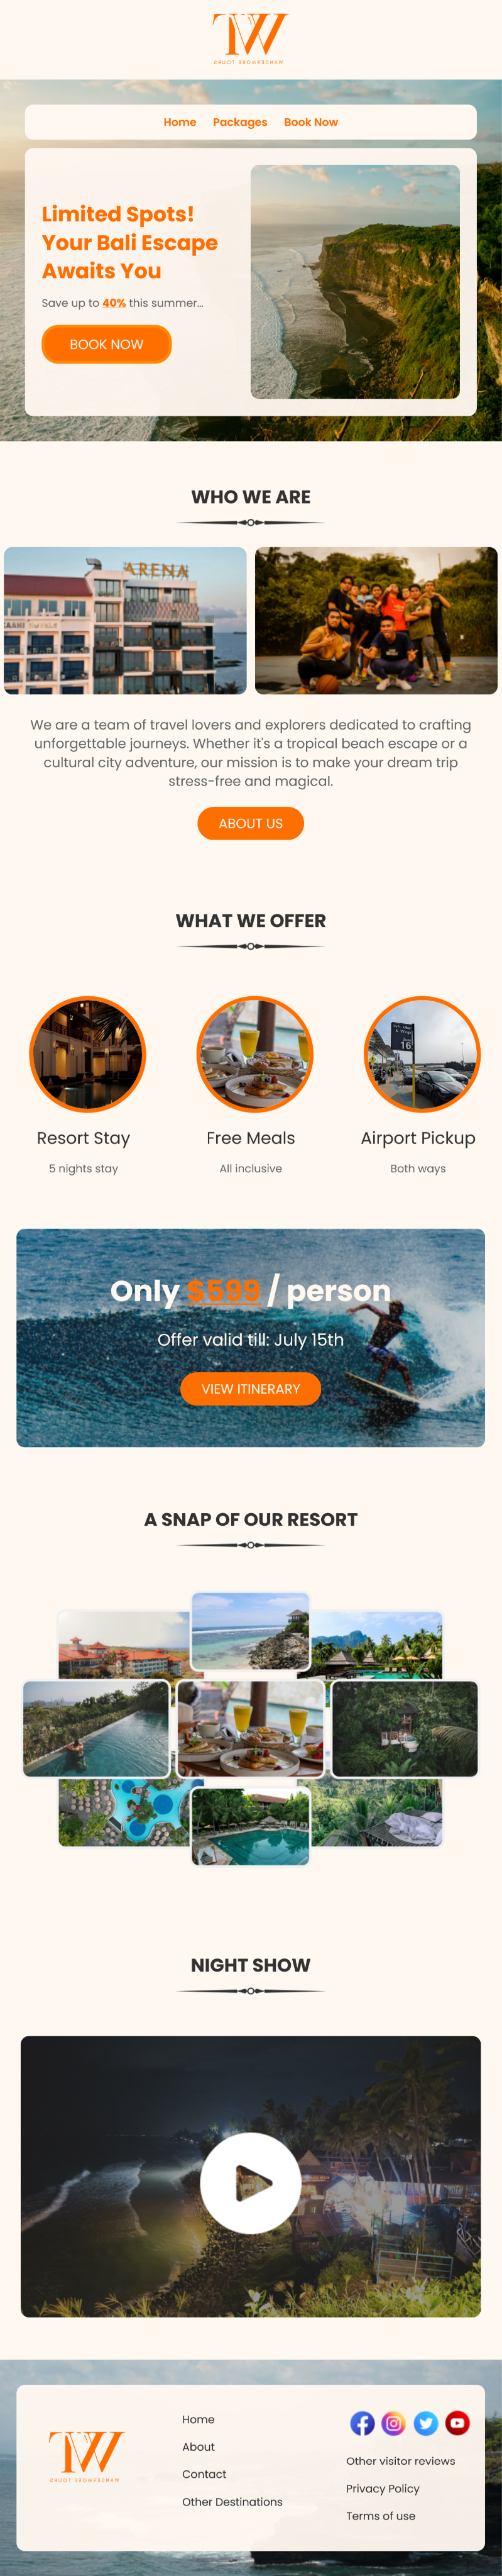 TW
Home Packages Book Now
Limited Spots!
Your Bali Escape
Awaits You
Save up to 40% this summer...
BOOK NOW
WHO WE ARE
ARENA
We are a team of travel lovers and explorers dedicated to crafting
unforgettable journeys. Whether it's a tropical beach escape or a
cultural city adventure, our mission is to make your dream trip
stress-free and magical.
ABOUT US
WHAT WE OFFER
16
Resort Stay
Free Meals
Airport Pickup
5 nights stay
All inclusive
Both ways
Only $599 / person
Offer valid till: July 15th
VIEW ITINERARY
A SNAP OF OUR RESORT
NIGHT SHOW
TW
Home
About
Contact
Other Destinations
Other visitor reviews
Privacy Policy
Terms of use